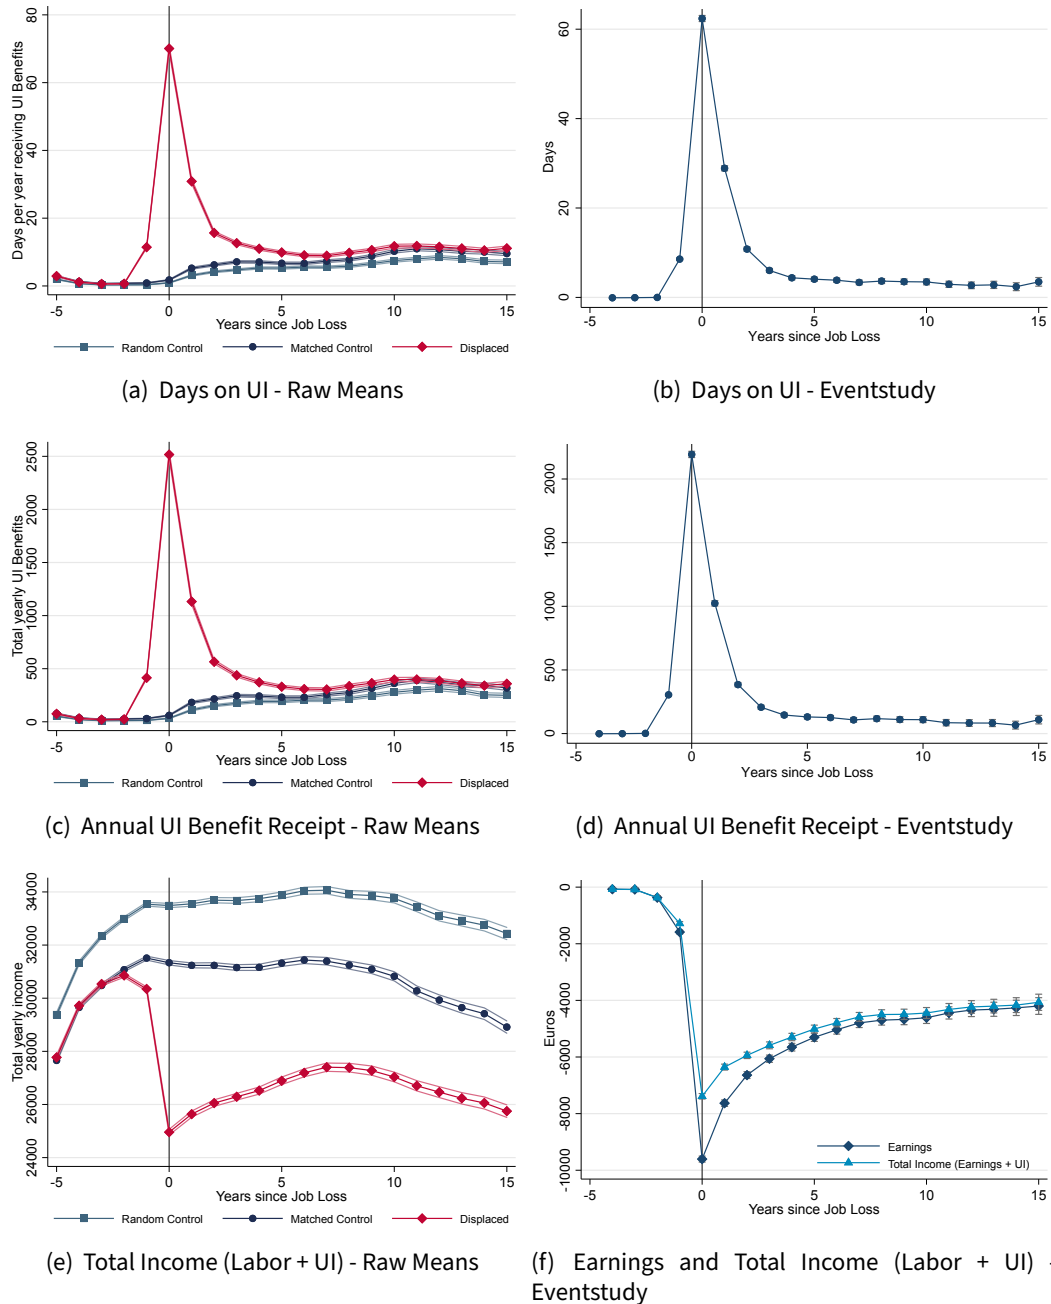 Days per year receiving UI Benefits
80
60
40
20
0
-5 0 5 10 15
Years since Job Loss
Random Control Matched Control Displaced
(a) Days on UI - Raw Means
Days
60
40
20
0
-5 0 5 10 15
Years since Job Loss
(b) Days on UI - Eventstudy
Total yearly UI Benefits
2500
2000
1500
1000
500
0
-5 0 5 10 15
Years since Job Loss
Random Control Matched Control Displaced
(c) Annual UI Benefit Receipt - Raw Means
2000
1500
1000
500
0
-5 0 5 10 15
Years since Job Loss
(d) Annual UI Benefit Receipt - Eventstudy
Total yearly income
34000
32000
30000
28000
26000
24000
-5 0 5 10 15
Years since Job Loss
Random Control Matched Control Displaced
(e) Total Income (Labor + UI) - Raw Means
Euros
0
-2000
-4000
-6000
-8000
-10000
Earnings
Total Income (Earnings + UI)
-5 0 5 10 15
Years since Job Loss
(f) Earnings and Total Income (Labor + UI) -
Eventstudy